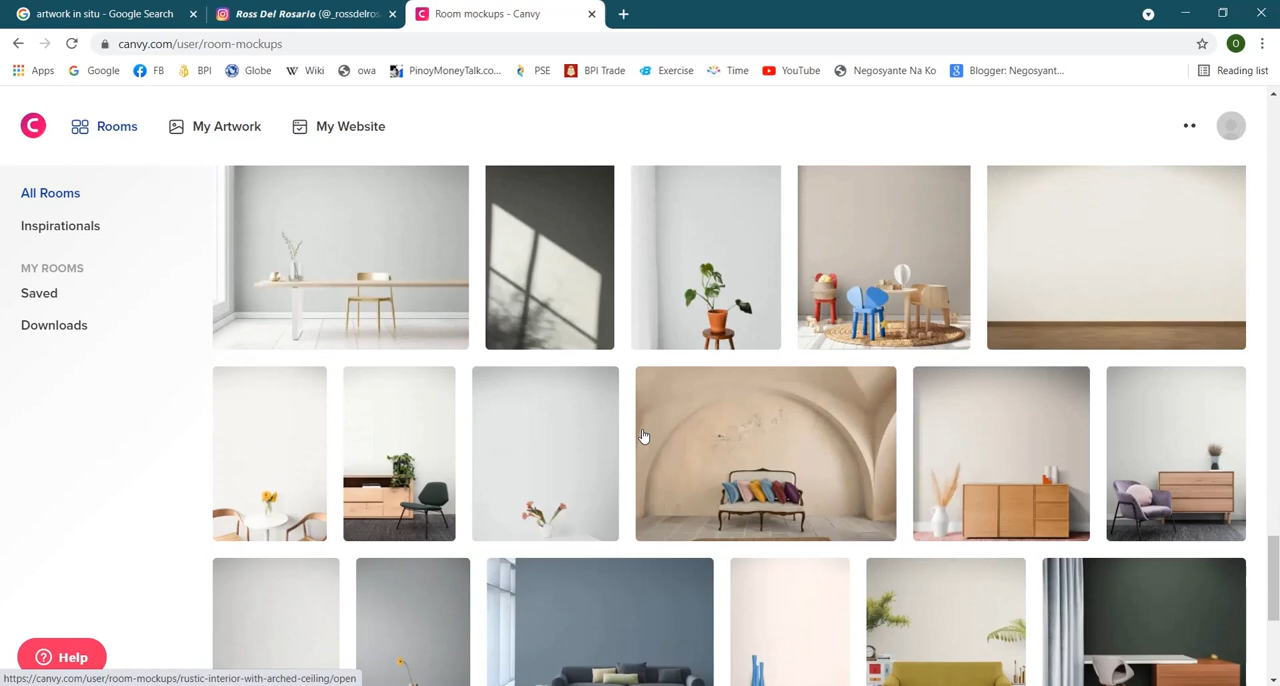 artwork in situ - Google Search
Ross Del Rosario (@_rossdelros
Room mockups - Canvy
canvy.com/user/room-mockups
O
Apps
Google
FB
BPI
Globe
Wiki
owa
PinoyMoneyTalk.co...
PSE
BPI Trade
Exercise
Time
YouTube
Negosyante Na Ko
Blogger: Negosyant...
Reading list
C
Rooms
My Artwork
My Website
All Rooms
Inspirationals
MY ROOMS
Saved
Downloads
Help
https://canvy.com/user/room-mockups/rustic-interior-with-arched-ceiling/open